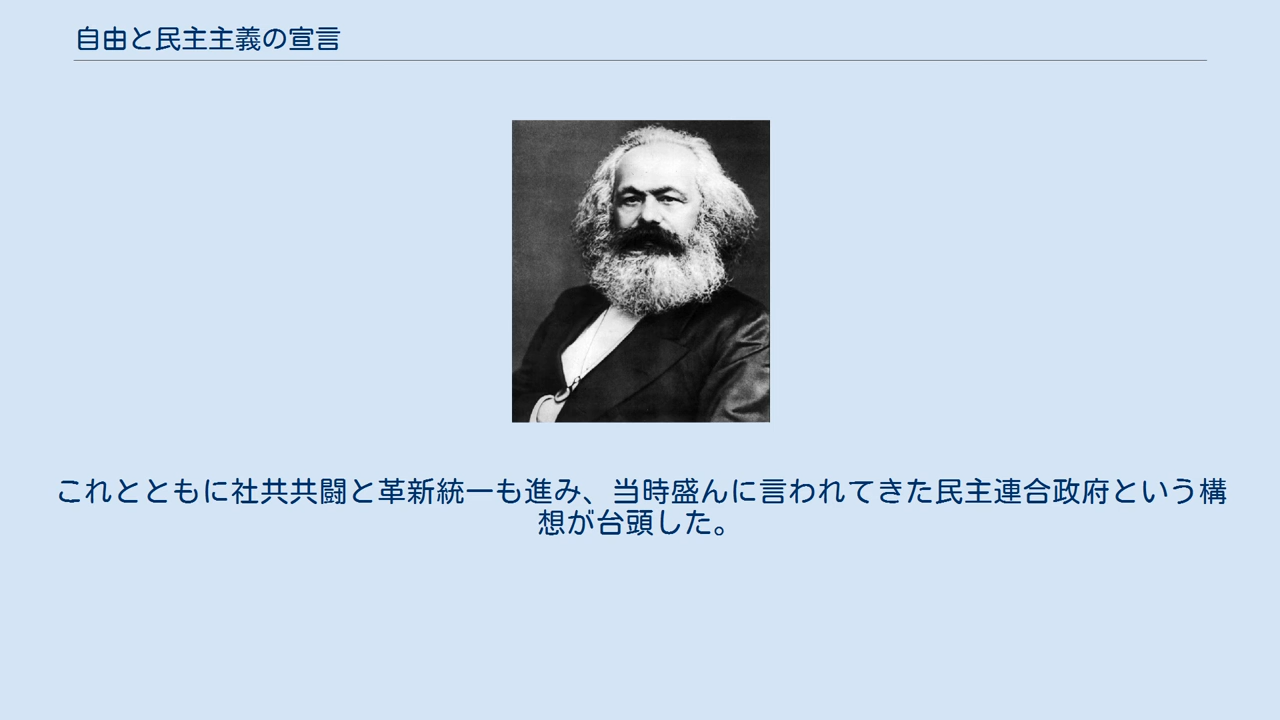 自由と民主主義の宣言
これとともに社共共闘と革新統一も進み、当時盛んに言われてきた民主連合政府という構
想が台頭した。